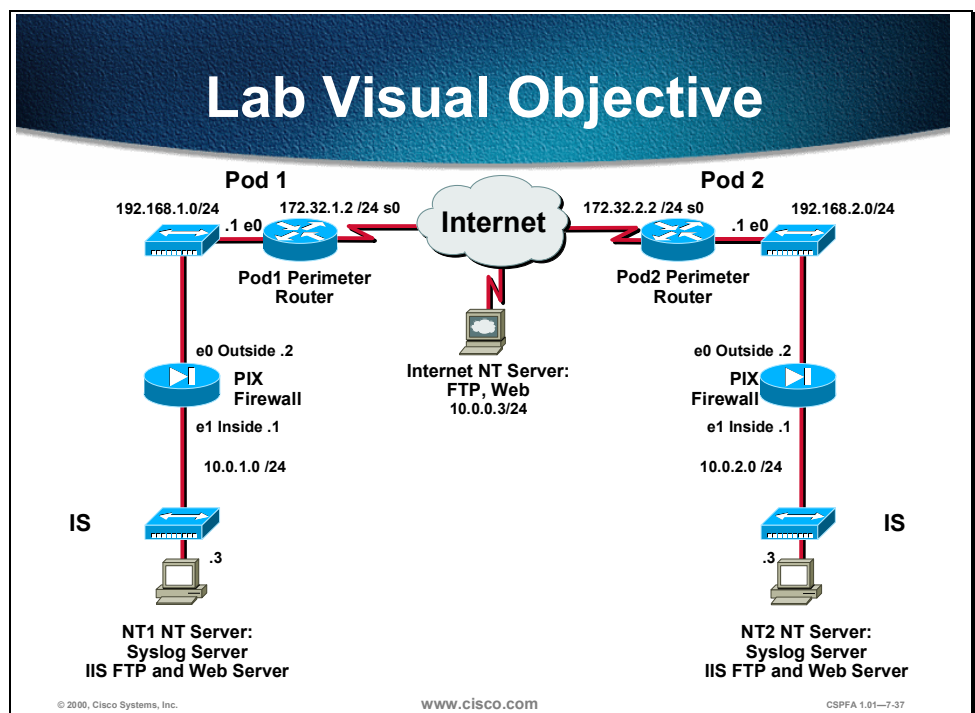 Lab Visual Objective
Pod 1
Pod 2
192.168.1.0/24
172.32.1.2 /24 s0
.1 e0
Internet
172.32.2.2 /24 s0
.1 e0
192.168.2.0/24
Pod1 Perimeter
Router
Pod2 Perimeter
Router
e0 Outside .2
PIX
Firewall
e1 Inside .1
Internet NT Server:
FTP, Web
10.0.0.3/24
e0 Outside .2
PIX
Firewall
e1 Inside .1
10.0.1.0 /24
10.0.2.0 /24
IS
IS
.3
.3
NT1 NT Server:
Syslog Server
IIS FTP and Web Server
NT2 NT Server:
Syslog Server
IIS FTP and Web Server
© 2000, Cisco Systems, Inc.
www.cisco.com
CSPFA 1.01—7-37